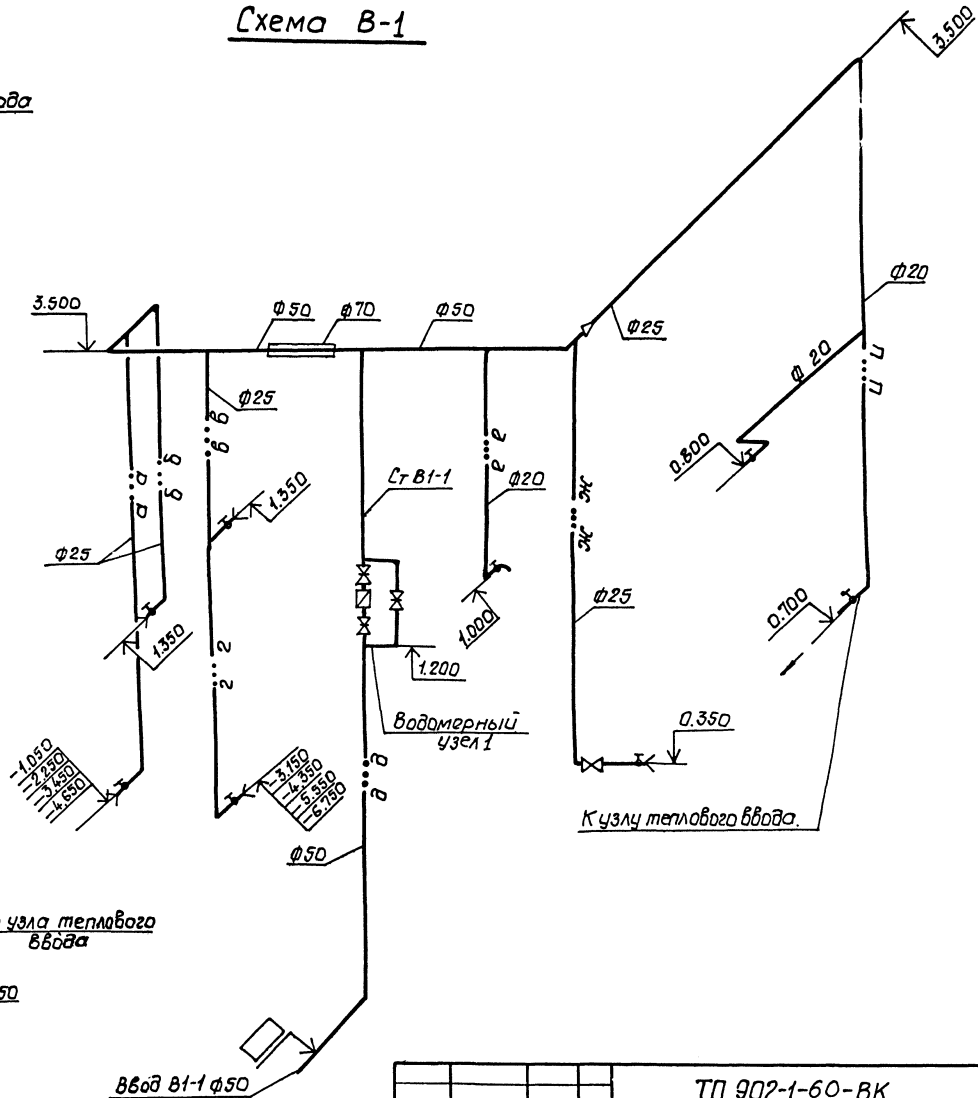 Схема В-1
3.500
ода
3.500
ф50
ф70
ф50
ф25
ф20
ф20
ф25
в
в
е
е
п
п
0.800
а
а
б
б
Ст В1-1
ф20
ж
ж
1.350
ф25
1.350
1.000
ф25
0.700
г
г
1.200
Водомерный
узел 1
0.350
-1.050
-2.250
-3.450
-4.650
-3.150
-4.350
-5.550
-6.750
д
д
К узлу теплового ввода.
ф50
узла теплового
ввода
50
Ввод В1-1 ф50
ТП 902-1-60-ВК